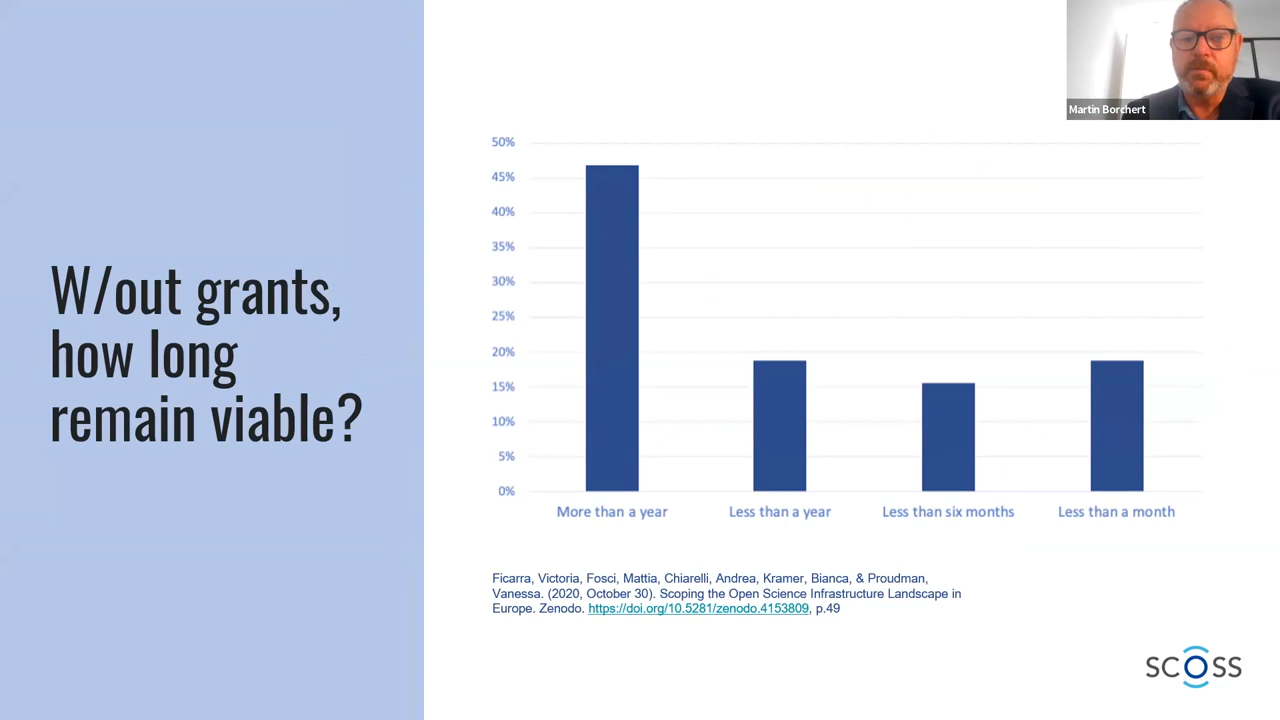 Martin Borchert
W/out grants,
how long
remain viable?
50%
45%
40%
35%
30%
25%
20%
15%
10%
5%
0%
More than a year
Less than a year
Less than six months
Less than a month
Ficarra, Victoria, Fosci, Mattia, Chiarelli, Andrea, Kramer, Bianca, & Proudman,
Vanessa. (2020, October 30). Scoping the Open Science Infrastructure Landscape in
Europe. Zenodo. https://doi.org/10.5281/zenodo.4153809, p.49
SCOSS